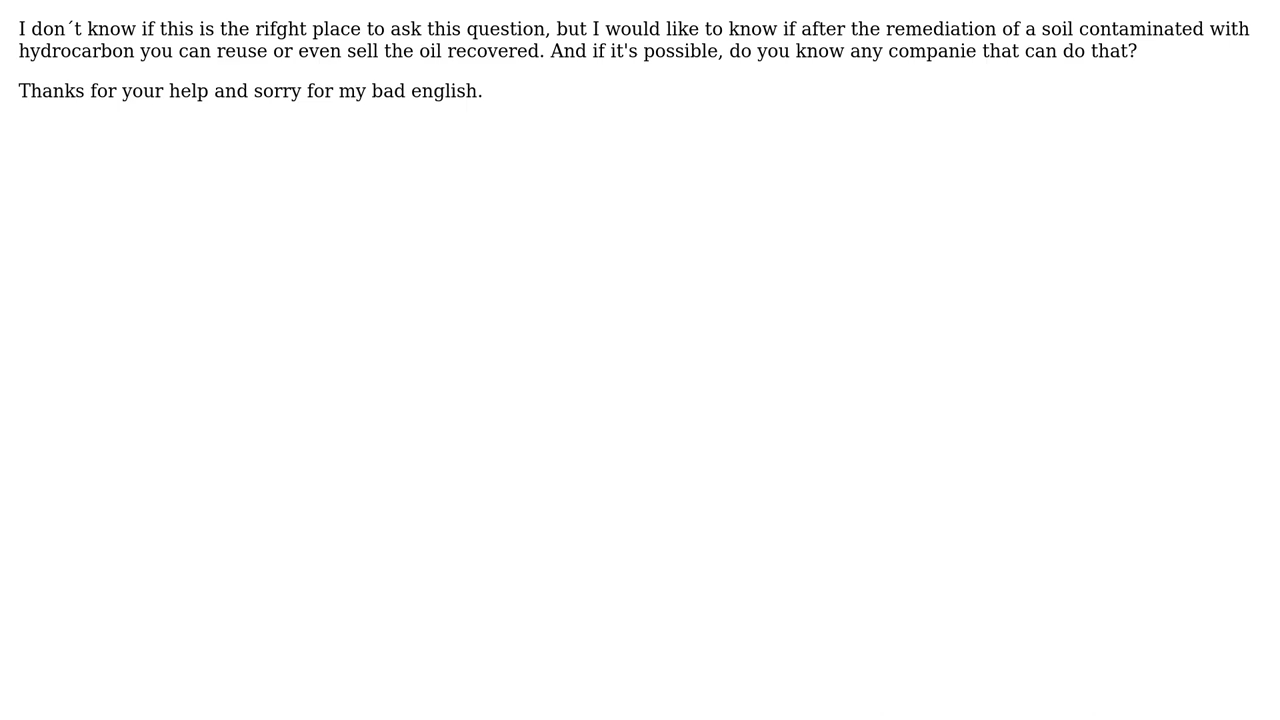 I don´t know if this is the rifght place to ask this question, but I would like to know if after the remediation of a soil contaminated with
hydrocarbon you can reuse or even sell the oil recovered. And if it's possible, do you know any companie that can do that?
Thanks for your help and sorry for my bad english.